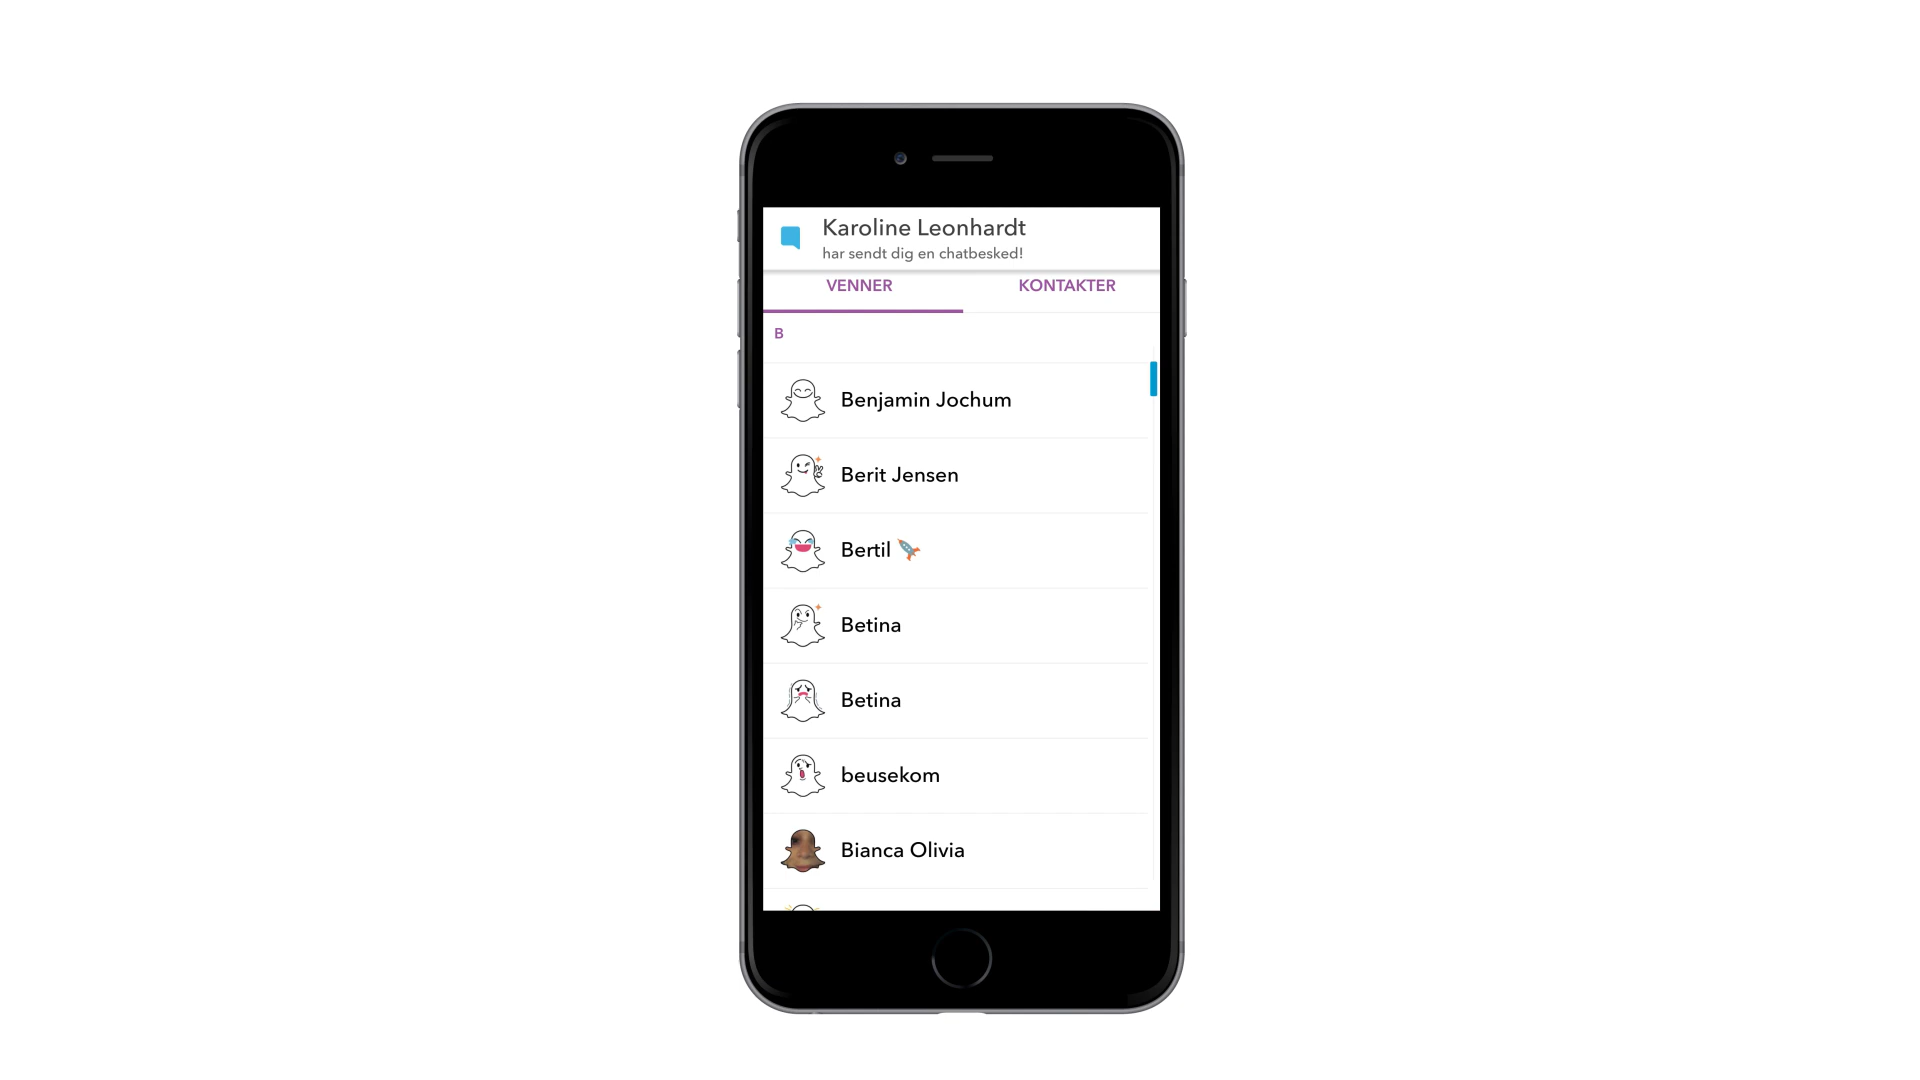 Karoline Leonhardt
har sendt dig en chatbesked!
VENNER KONTAKTER
B
Benjamin Jochum
Berit Jensen
Bertil 🚀
Betina
Betina
beusekom
Bianca Olivia